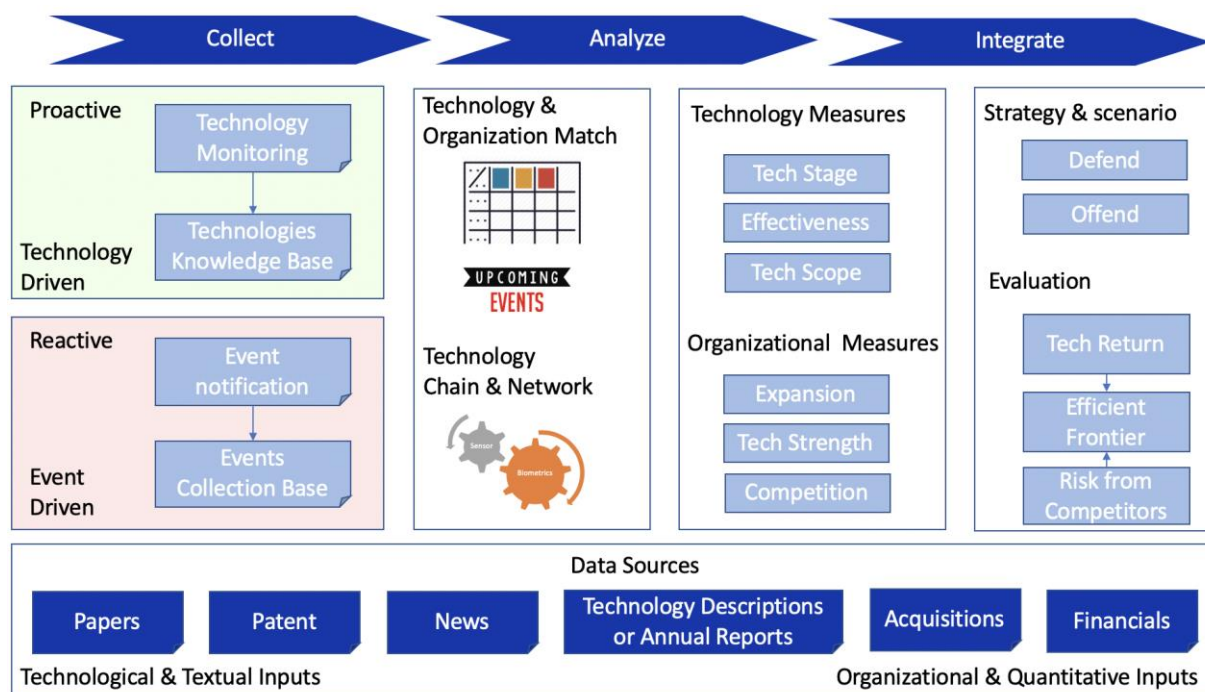 Collect
Analyze
Integrate
Proactive
Technology
Monitoring
Technologies
Knowledge Base
Technology
Driven
Reactive
Event
notification
Events
Collection Base
Event
Driven
Technology &
Organization Match
UPCOMING
EVENTS
Technology
Chain & Network
Sensor
Biometrics
Technology Measures
Tech Stage
Effectiveness
Tech Scope
Organizational Measures
Expansion
Tech Strength
Competition
Strategy & scenario
Defend
Offend
Evaluation
Tech Return
Efficient
Frontier
Risk from
Competitors
Data Sources
Papers
Patent
News
Technology Descriptions
or Annual Reports
Acquisitions
Financials
Technological & Textual Inputs
Organizational & Quantitative Inputs